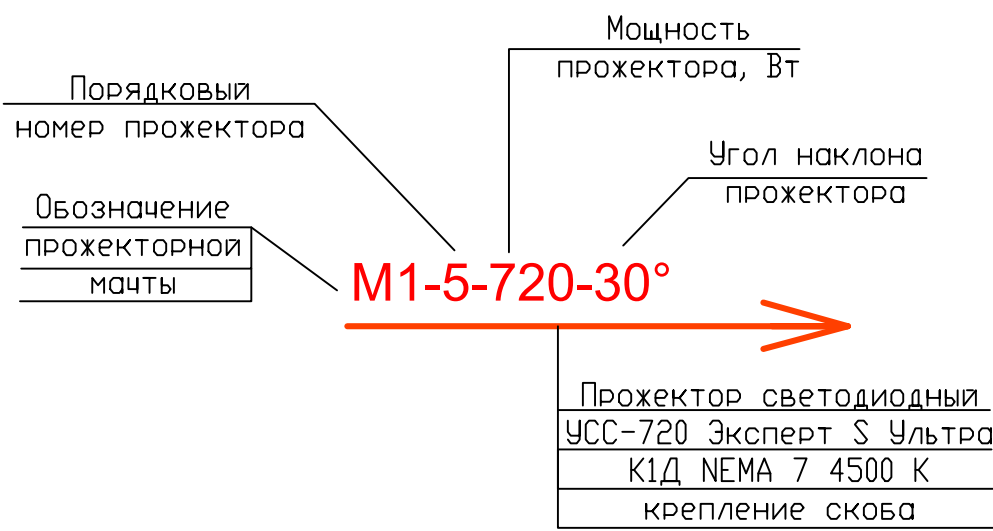 Мощность
прожектора, Вт
Порядковый
номер прожектора
Угол наклона
прожектора
Обозначение
прожекторной
мачты
М1-5-720-30°
Прожектор светодиодный
УСС-720 Эксперт S Ультра
К1Д NEMA 7 4500 К
крепление скоба